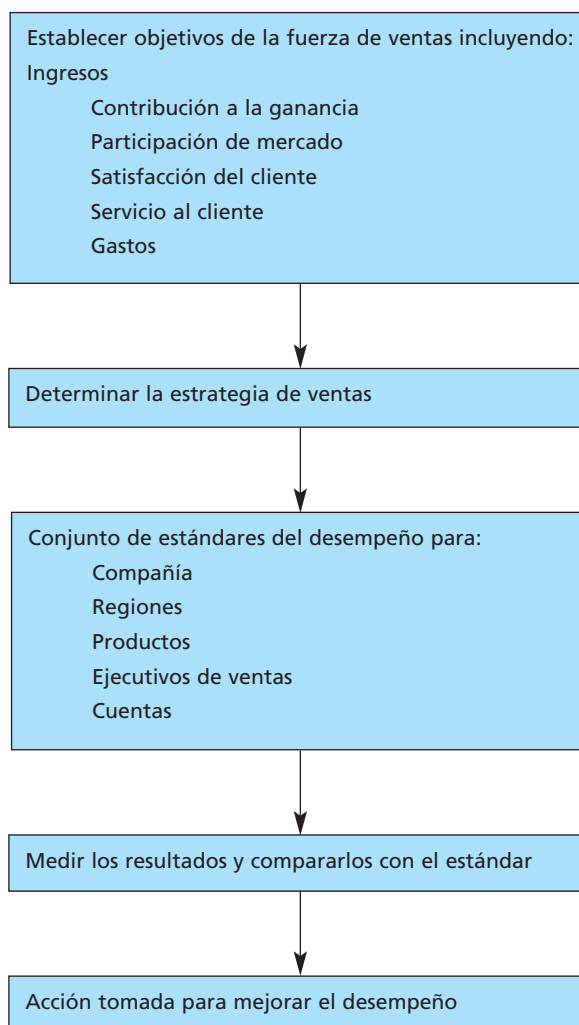 Establecer objetivos de la fuerza de ventas incluyendo:
Ingresos
Contribución a la ganancia
Participación de mercado
Satisfacción del cliente
Servicio al cliente
Gastos
Determinar la estrategia de ventas
Conjunto de estándares del desempeño para:
Compañía
Regiones
Productos
Ejecutivos de ventas
Cuentas
Medir los resultados y compararlos con el estándar
Acción tomada para mejorar el desempeño